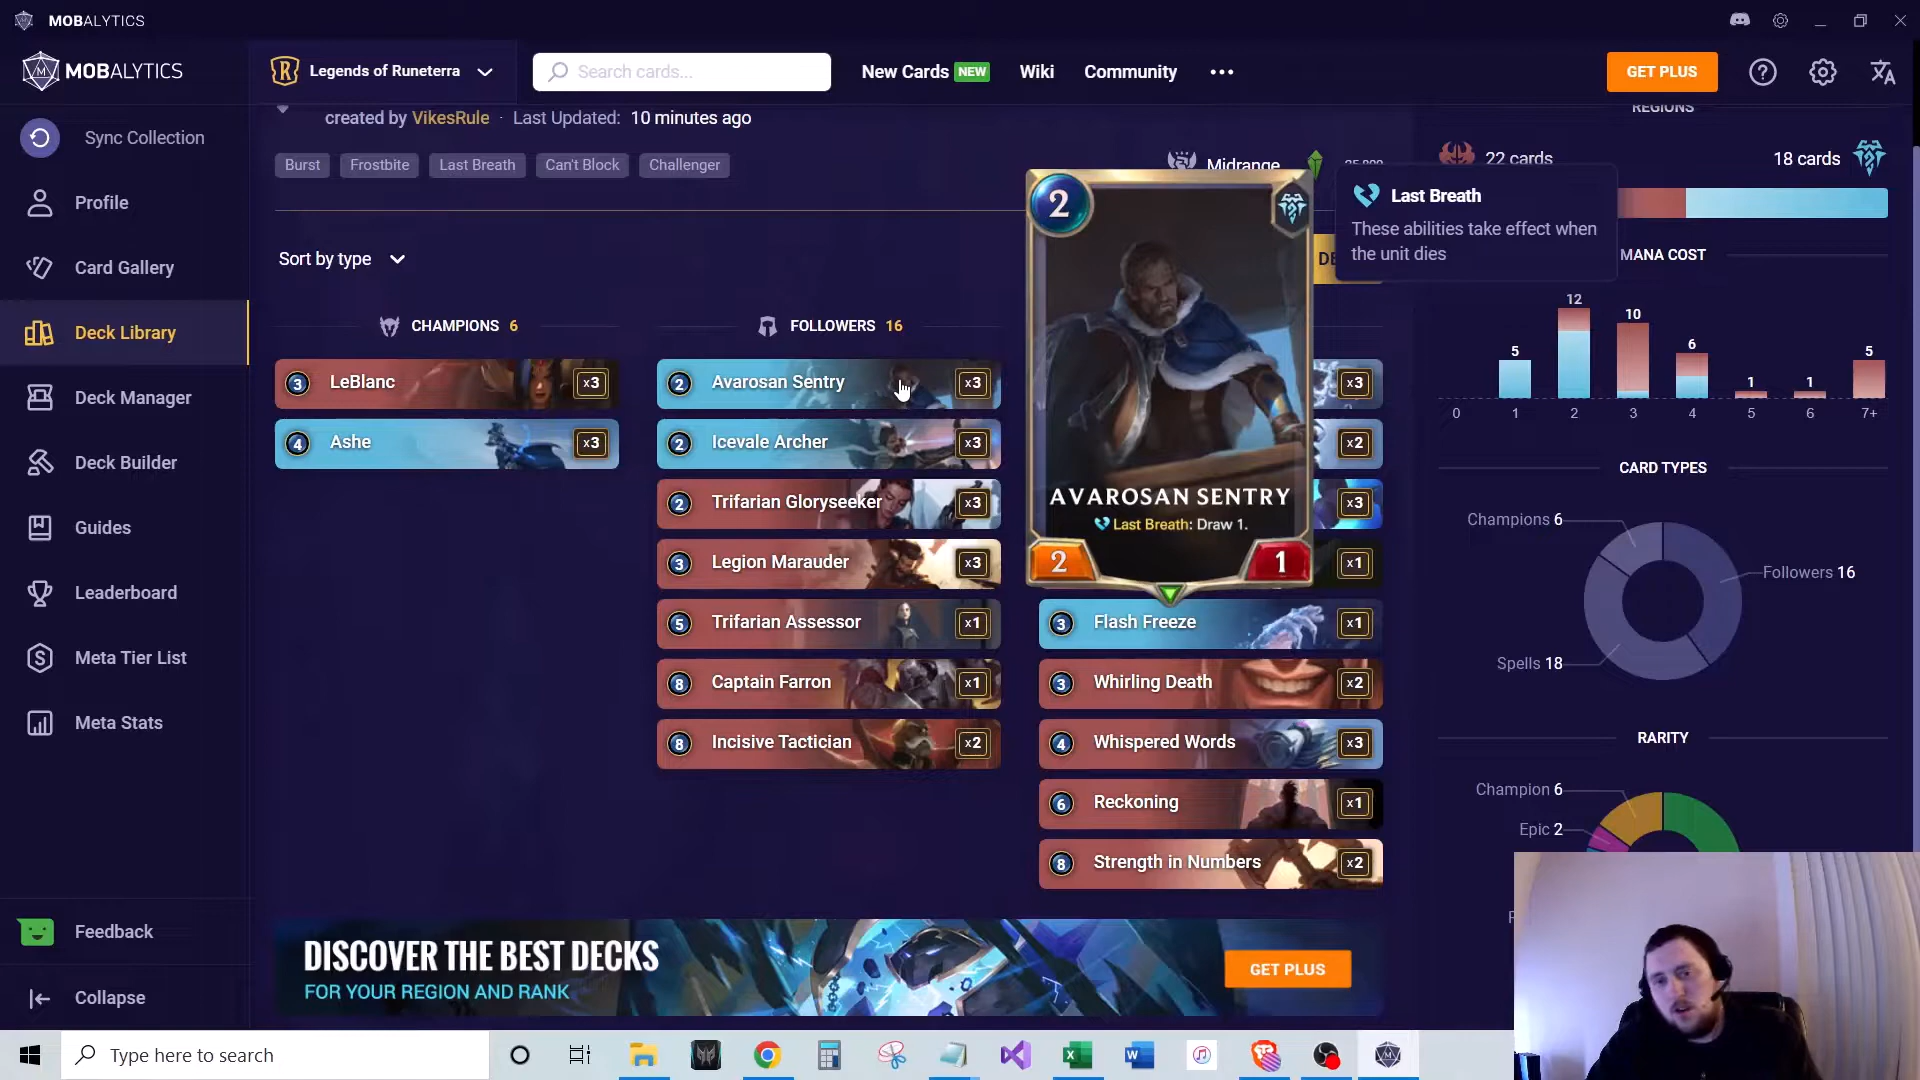 MOBALYTICS
MOBALYTICS
Legends of Runeterra
Search cards...
New Cards NEW
Wiki
Community
GET PLUS
Sync Collection
Profile
Card Gallery
Deck Library
Deck Manager
Deck Builder
Guides
Leaderboard
Meta Tier List
Meta Stats
Feedback
Collapse
created by VikesRule · Last Updated: 10 minutes ago
Burst
Frostbite
Last Breath
Can't Block
Challenger
Midrange
Sort by type
CHAMPIONS 6
3 LeBlanc x3
4 Ashe x3
FOLLOWERS 16
2 Avarosan Sentry x3
2 Icevale Archer x3
2 Trifarian Gloryseeker x3
3 Legion Marauder x3
5 Trifarian Assessor x1
8 Captain Farron x1
8 Incisive Tactician x2
2
AVAROSAN SENTRY
Last Breath: Draw 1.
2
1
Last Breath
These abilities take effect when
the unit dies
x3
x2
x3
x1
3 Flash Freeze x1
3 Whirling Death x2
4 Whispered Words x3
6 Reckoning x1
8 Strength in Numbers x2
REGIONS
22 cards
18 cards
MANA COST
5
12
10
6
1
1
5
0
1
2
3
4
5
6
7+
CARD TYPES
Champions 6
Followers 16
Spells 18
RARITY
Champion 6
Epic 2
DISCOVER THE BEST DECKS
FOR YOUR REGION AND RANK
GET PLUS
Type here to search